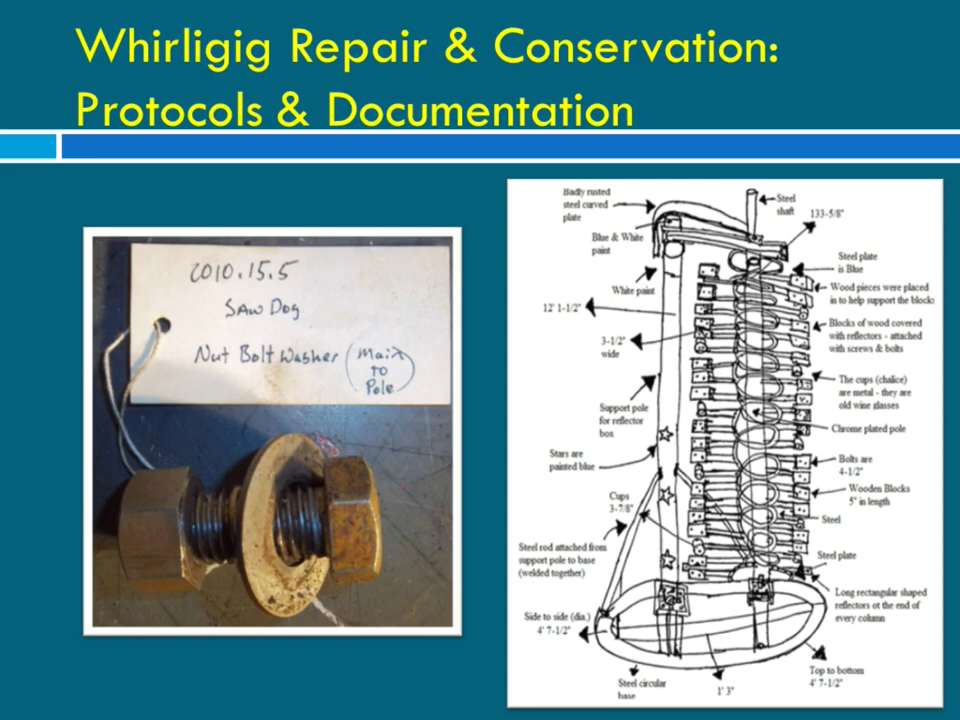 Whirligig Repair & Conservation:
Protocols & Documentation
2010.15.5
SAW DOG
Nut Bolt Washer (Main
to
Pole)
Badly rusted
steel curved
plate
Steel
shaft
133-5/8"
Blue & White
paint
Steel plate
is Blue
White paint
Wood pieces were placed
in to help support the blocks
12' 1-1/2"
3-1/2"
wide
Blocks of wood covered
with reflectors - attached
with screws & bolts
The cups (chalice)
are metal - they are
old wine glasses
Support pole
for reflector
box
Chrome plated pole
Stars are
painted blue
Bolts are
4-1/2"
Wooden Blocks
5" in length
Cups
3-7/8"
Steel
Steel rod attached from
support pole to base
(welded together)
Steel plate
Long rectangular shaped
reflectors ot the end of
every column
Side to side (dia.)
4' 7-1/2"
Top to bottom
4' 7-1/2"
Steel circular
base
1' 3"